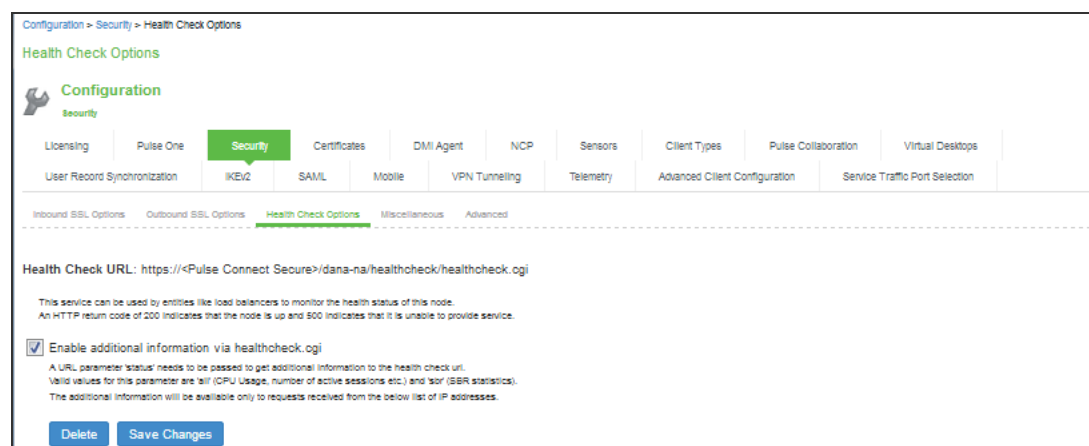 Configuration > Security > Health Check Options
Health Check Options
Configuration
Security
Licensing Pulse One Security Certificates DMI Agent NCP Sensors Client Types Pulse Collaboration Virtual Desktops
User Record Synchronization IKEv2 SAML Mobile VPN Tunneling Telemetry Advanced Client Configuration Service Traffic Port Selection
Inbound SSL Options Outbound SSL Options Health Check Options Miscellaneous Advanced
Health Check URL: https://<Pulse Connect Secure>/dana-na/healthcheck/healthcheck.cgi
This service can be used by entities like load balancers to monitor the health status of this node.
An HTTP return code of 200 indicates that the node is up and 500 indicates that it is unable to provide service.
Enable additional information via healthcheck.cgi
A URL parameter 'status' needs to be passed to get additional information to the health check url.
Valid values for this parameter are 'all' (CPU Usage, number of active sessions etc.) and 'sbr' (SBR statistics).
The additional information will be available only to requests received from the below list of IP addresses.
Delete Save Changes